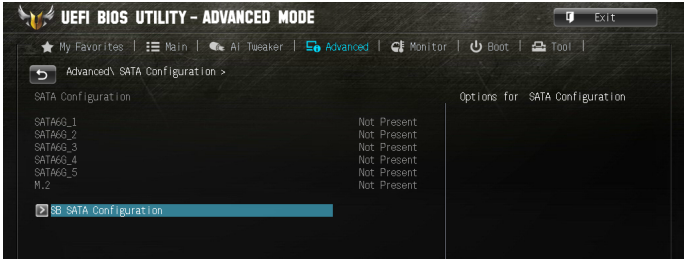 UEFI BIOS UTILITY - ADVANCED MODE
Exit
My Favorites | Main | Ai Tweaker | Advanced | Monitor | Boot | Tool |
Advanced\ SATA Configuration >
SATA Configuration
Options for SATA Configuration
SATA6G_1 Not Present
SATA6G_2 Not Present
SATA6G_3 Not Present
SATA6G_4 Not Present
SATA6G_5 Not Present
M.2 Not Present
SB SATA Configuration